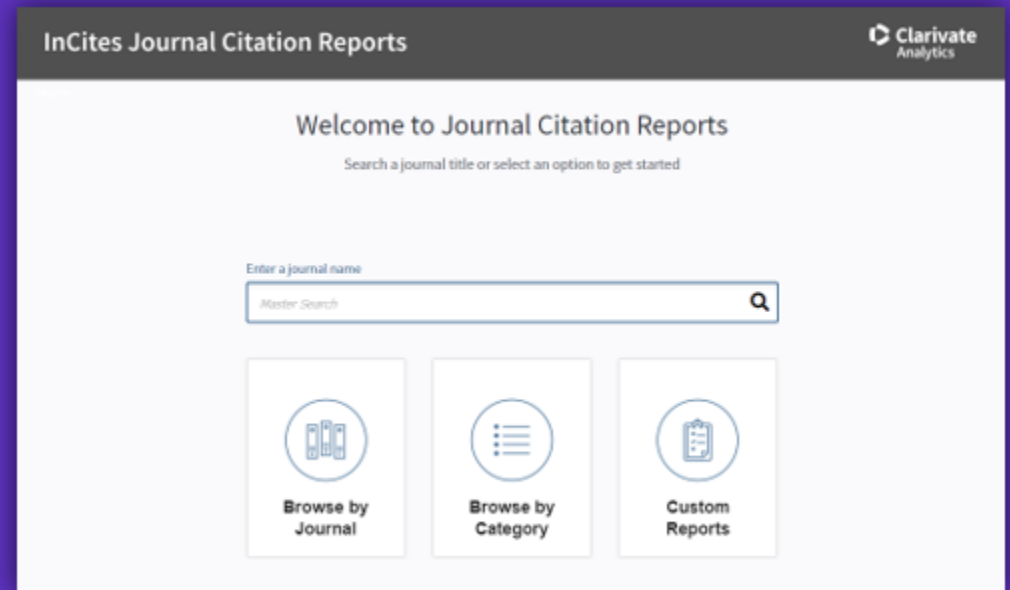 InCites Journal Citation Reports
Clarivate
Analytics
Welcome to Journal Citation Reports
Search a journal title or select an option to get started
Enter a journal name
Master Search
Browse by
Journal
Browse by
Category
Custom
Reports